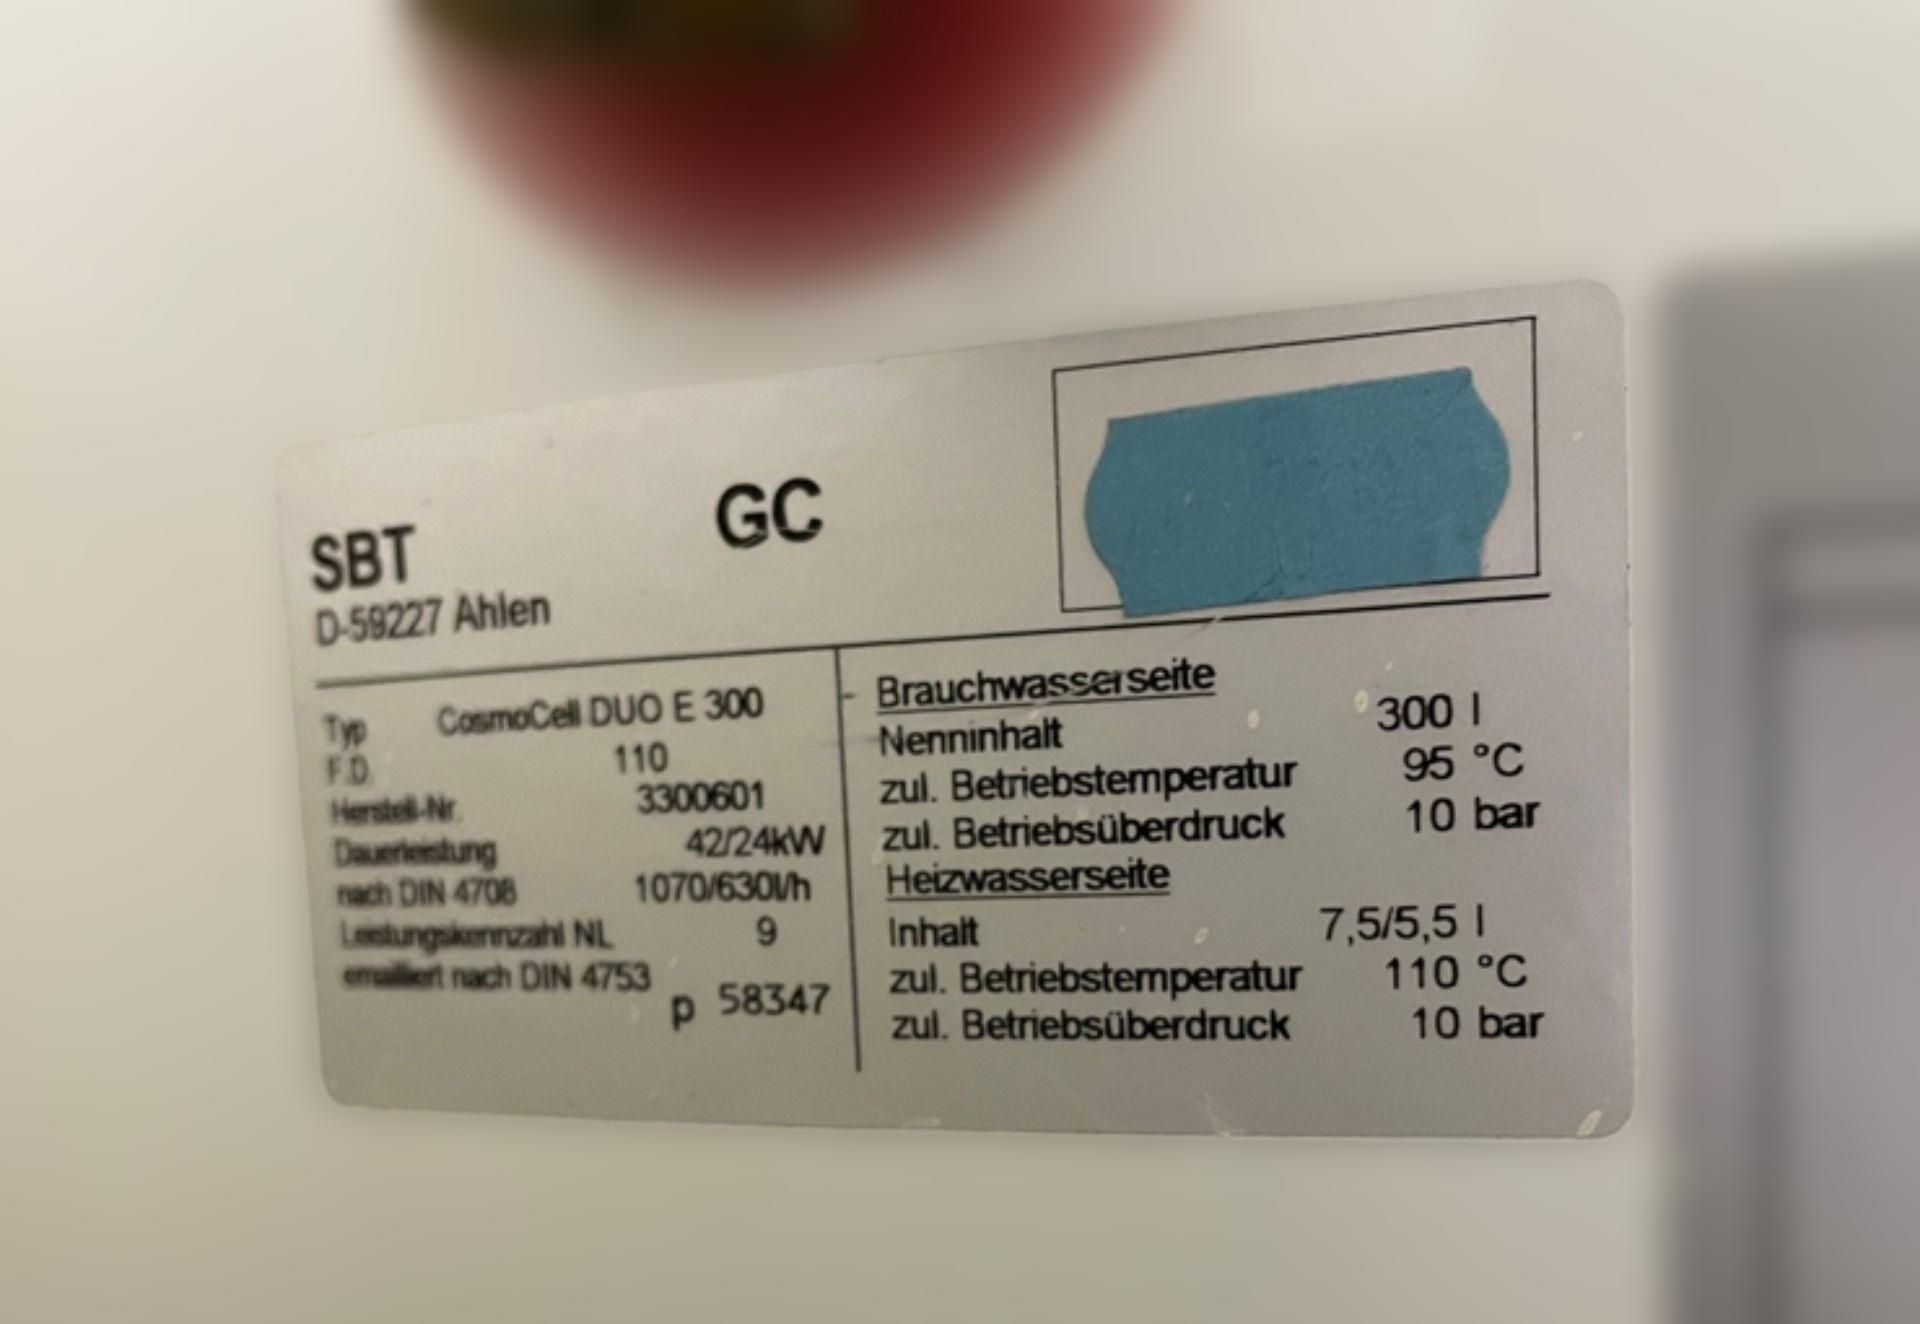 GC
SBT
D-59227 Ahlen
Typ CosmoCell DUO E 300
F.D. 110
Herstell-Nr. 3300601
Dauerleistung 42/24kW
nach DIN 4708 1070/630l/h
Leistungskennzahl NL 9
emailliert nach DIN 4753
p 58347
Brauchwasserseite
Nenninhalt 300 l
zul. Betriebstemperatur 95 °C
zul. Betriebsüberdruck 10 bar
Heizwasserseite
Inhalt 7,5/5,5 l
zul. Betriebstemperatur 110 °C
zul. Betriebsüberdruck 10 bar